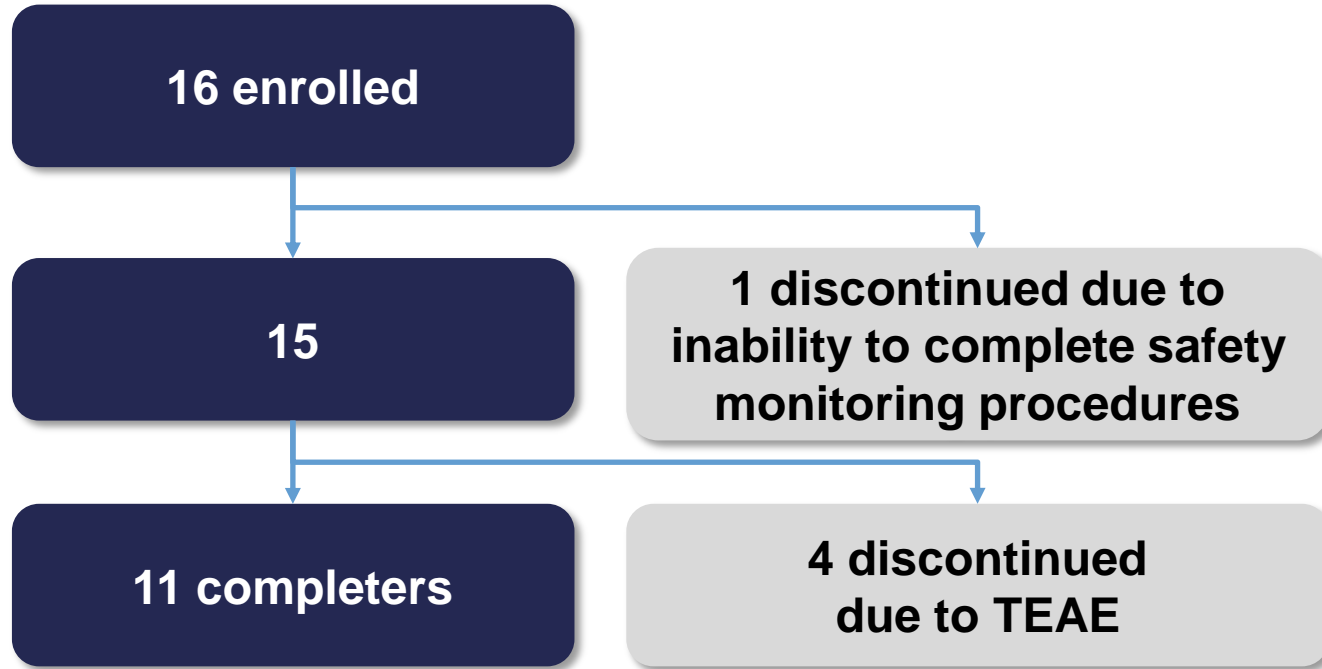 16 enrolled
15
1 discontinued due to
inability to complete safety
monitoring procedures
11 completers
4 discontinued
due to TEAE